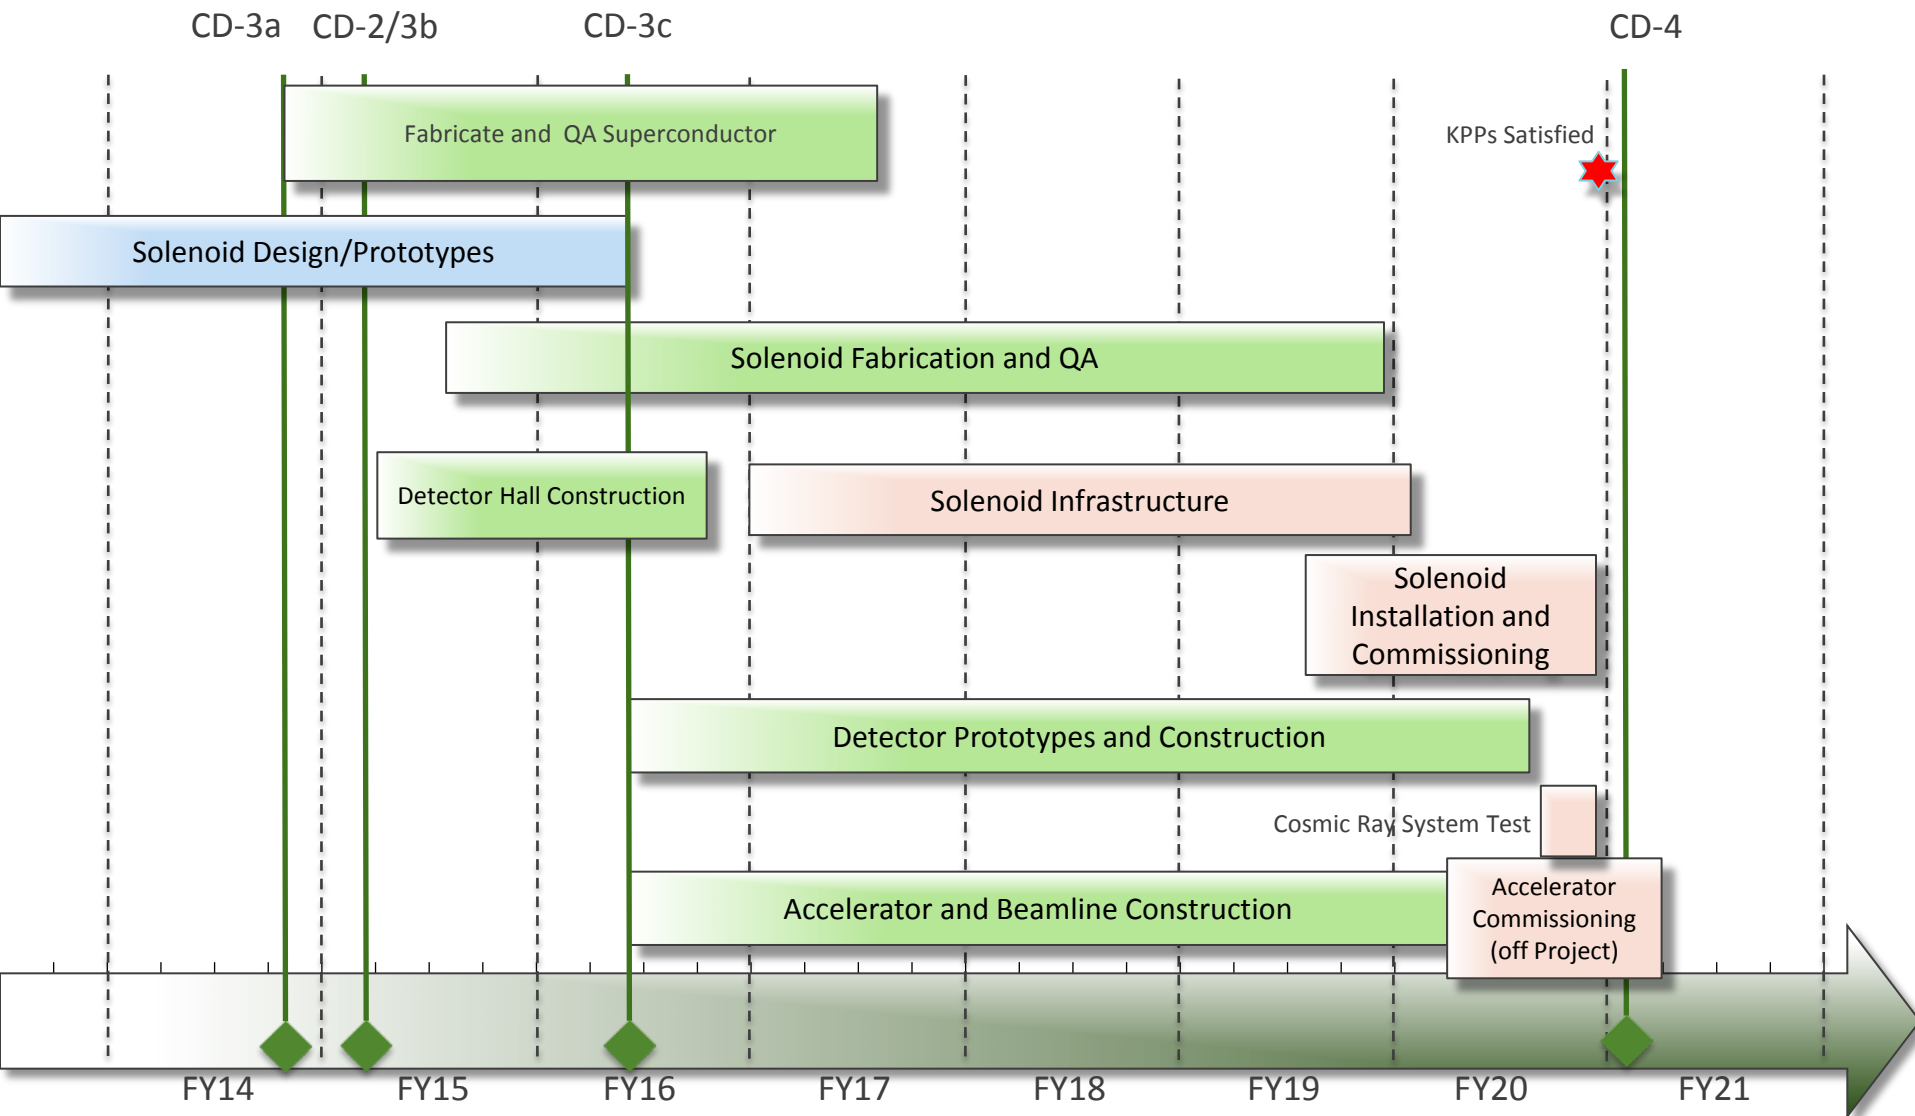 CD-3a CD-2/3b CD-3c CD-4
Fabricate and QA Superconductor
KPPs Satisfied
Solenoid Design/Prototypes
Solenoid Fabrication and QA
Detector Hall Construction
Solenoid Infrastructure
Solenoid
Installation and
Commissioning
Detector Prototypes and Construction
Cosmic Ray System Test
Accelerator and Beamline Construction
Accelerator
Commissioning
(off Project)
FY14 FY15 FY16 FY17 FY18 FY19 FY20 FY21